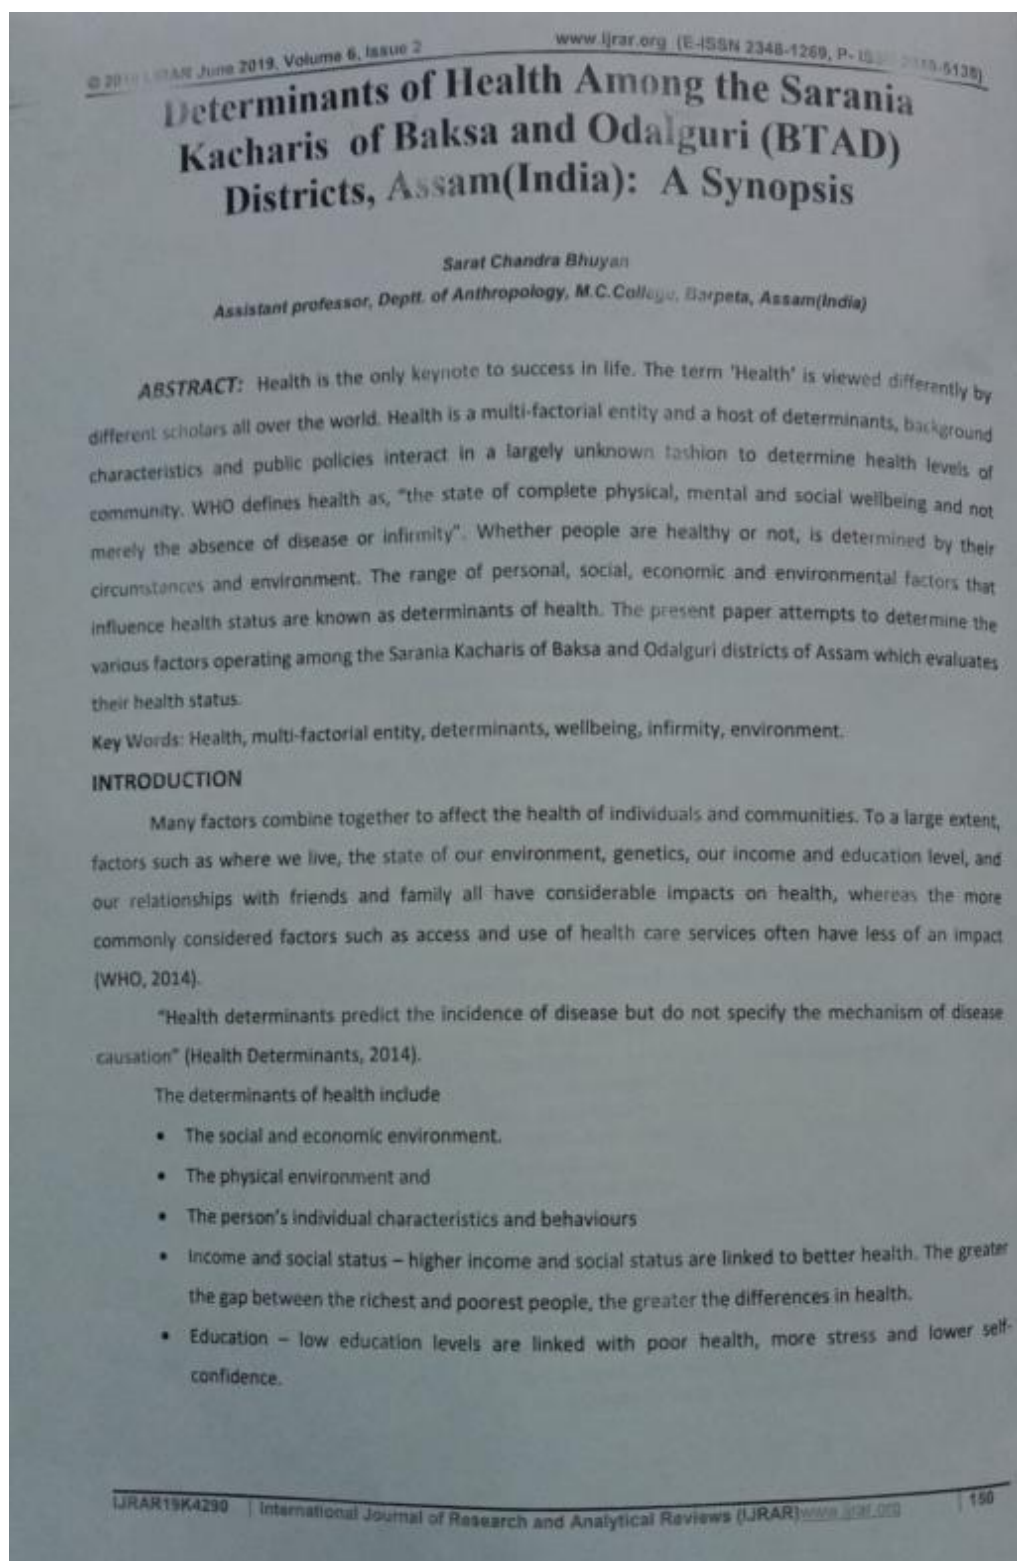 © 2019 IJRAR June 2019, Volume 6, Issue 2
www.ijrar.org (E-ISSN 2348-1269, P- 5138)
Determinants of Health Among the Sarania
Kacharis of Baksa and Odalguri (BTAD)
Districts, Assam(India): A Synopsis
Sarat Chandra Bhuyan
Assistant professor, Deptt. of Anthropology, M.C.College, Barpeta, Assam(India)
ABSTRACT: Health is the only keynote to success in life. The term 'Health' is viewed differently by
different scholars all over the world. Health is a multi-factorial entity and a host of determinants, background
characteristics and public policies interact in a largely unknown fashion to determine health levels of
community. WHO defines health as, "the state of complete physical, mental and social wellbeing and not
merely the absence of disease or infirmity". Whether people are healthy or not, is determined by their
circumstances and environment. The range of personal, social, economic and environmental factors that
influence health status are known as determinants of health. The present paper attempts to determine the
various factors operating among the Sarania Kacharis of Baksa and Odalguri districts of Assam which evaluates
their health status.
Key Words: Health, multi-factorial entity, determinants, wellbeing, infirmity, environment.
INTRODUCTION
Many factors combine together to affect the health of individuals and communities. To a large extent,
factors such as where we live, the state of our environment, genetics, our income and education level, and
our relationships with friends and family all have considerable impacts on health, whereas the more
commonly considered factors such as access and use of health care services often have less of an impact
(WHO, 2014).
"Health determinants predict the incidence of disease but do not specify the mechanism of disease
causation" (Health Determinants, 2014).
The determinants of health include
• The social and economic environment.
• The physical environment and
• The person's individual characteristics and behaviours
• Income and social status – higher income and social status are linked to better health. The greater
the gap between the richest and poorest people, the greater the differences in health.
• Education – low education levels are linked with poor health, more stress and lower self-
confidence.
IJRAR19K4290 | International Journal of Research and Analytical Reviews (IJRAR)www.ijrar.org | 150